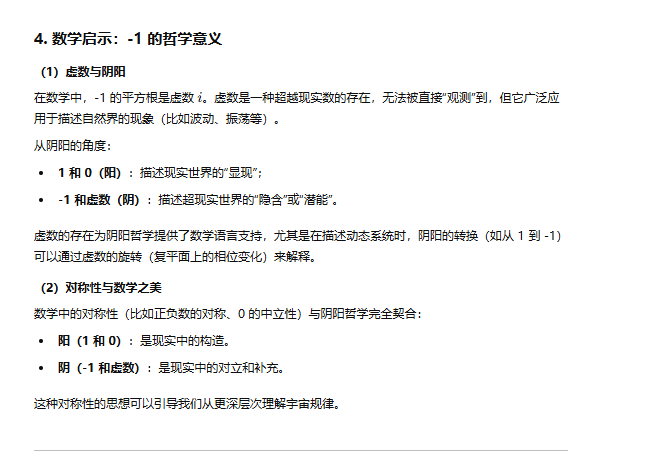 4. 数学启示：-1 的哲学意义
（1）虚数与阴阳
在数学中，-1 的平方根是虚数 i。虚数是一种超越现实数的存在，无法被直接“观测”到，但它广泛应
用于描述自然界的现象（比如波动、振荡等）。
从阴阳的角度：
• 1 和 0（阳）：描述现实世界的“显现”；
• -1 和虚数（阴）：描述超现实世界的“隐含”或“潜能”。
虚数的存在为阴阳哲学提供了数学语言支持，尤其是在描述动态系统时，阴阳的转换（如从 1 到 -1）
可以通过虚数的旋转（复平面上的相位变化）来解释。
（2）对称性与数学之美
数学中的对称性（比如正负数的对称、0 的中立性）与阴阳哲学完全契合：
• 阳（1 和 0）：是现实中的构造。
• 阴（-1 和虚数）：是现实中的对立和补充。
这种对称性的思想可以引导我们从更深层次理解宇宙规律。